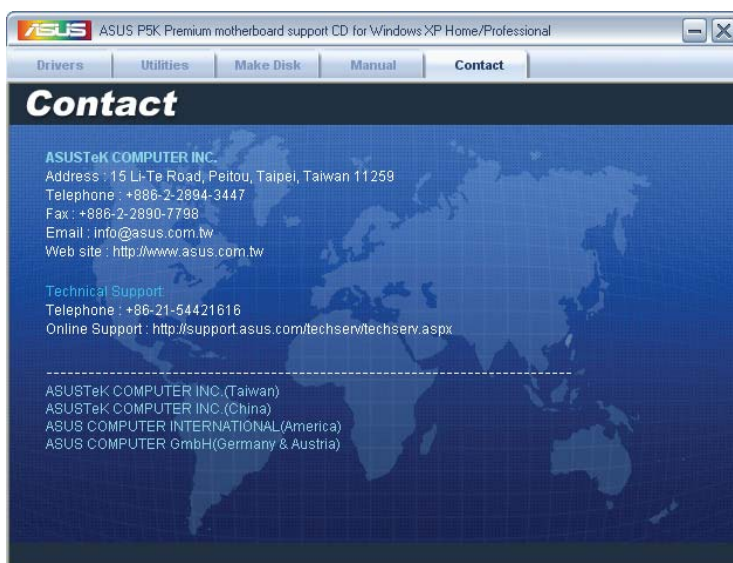 ASUS ASUS P5K Premium motherboard support CD for Windows XP Home/Professional
Drivers Utilities Make Disk Manual Contact
Contact
ASUSTeK COMPUTER INC.
Address : 15 Li-Te Road, Peitou, Taipei, Taiwan 11259
Telephone : +886-2-2894-3447
Fax : +886-2-2890-7798
Email : info@asus.com.tw
Web site : http://www.asus.com.tw
Technical Support:
Telephone : +86-21-54421616
Online Support : http://support.asus.com/techserv/techserv.aspx
--------------------------------------------------------------------------------
ASUSTeK COMPUTER INC.(Taiwan)
ASUSTeK COMPUTER INC.(China)
ASUS COMPUTER INTERNATIONAL(America)
ASUS COMPUTER GmbH(Germany & Austria)